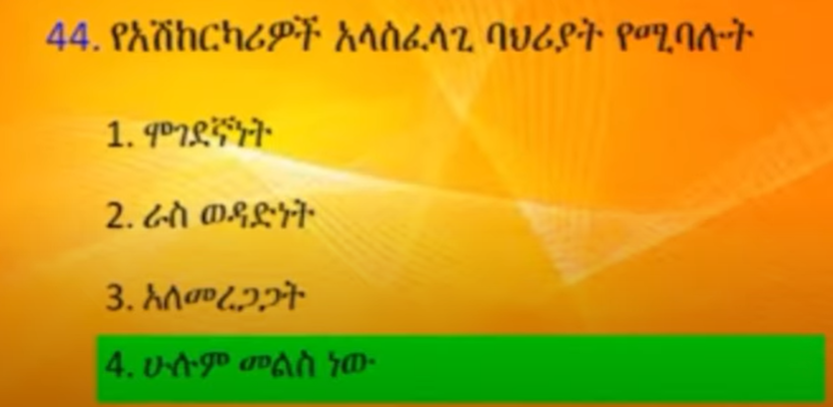 44. የአሽከርካሪዎች አላስፈላጊ ባህሪያት የሚባሉት
1. ሞገደኛነት
2. ራስ ወዳድነት
3. አለመረጋጋት
4. ሁሉም መልስ ነው